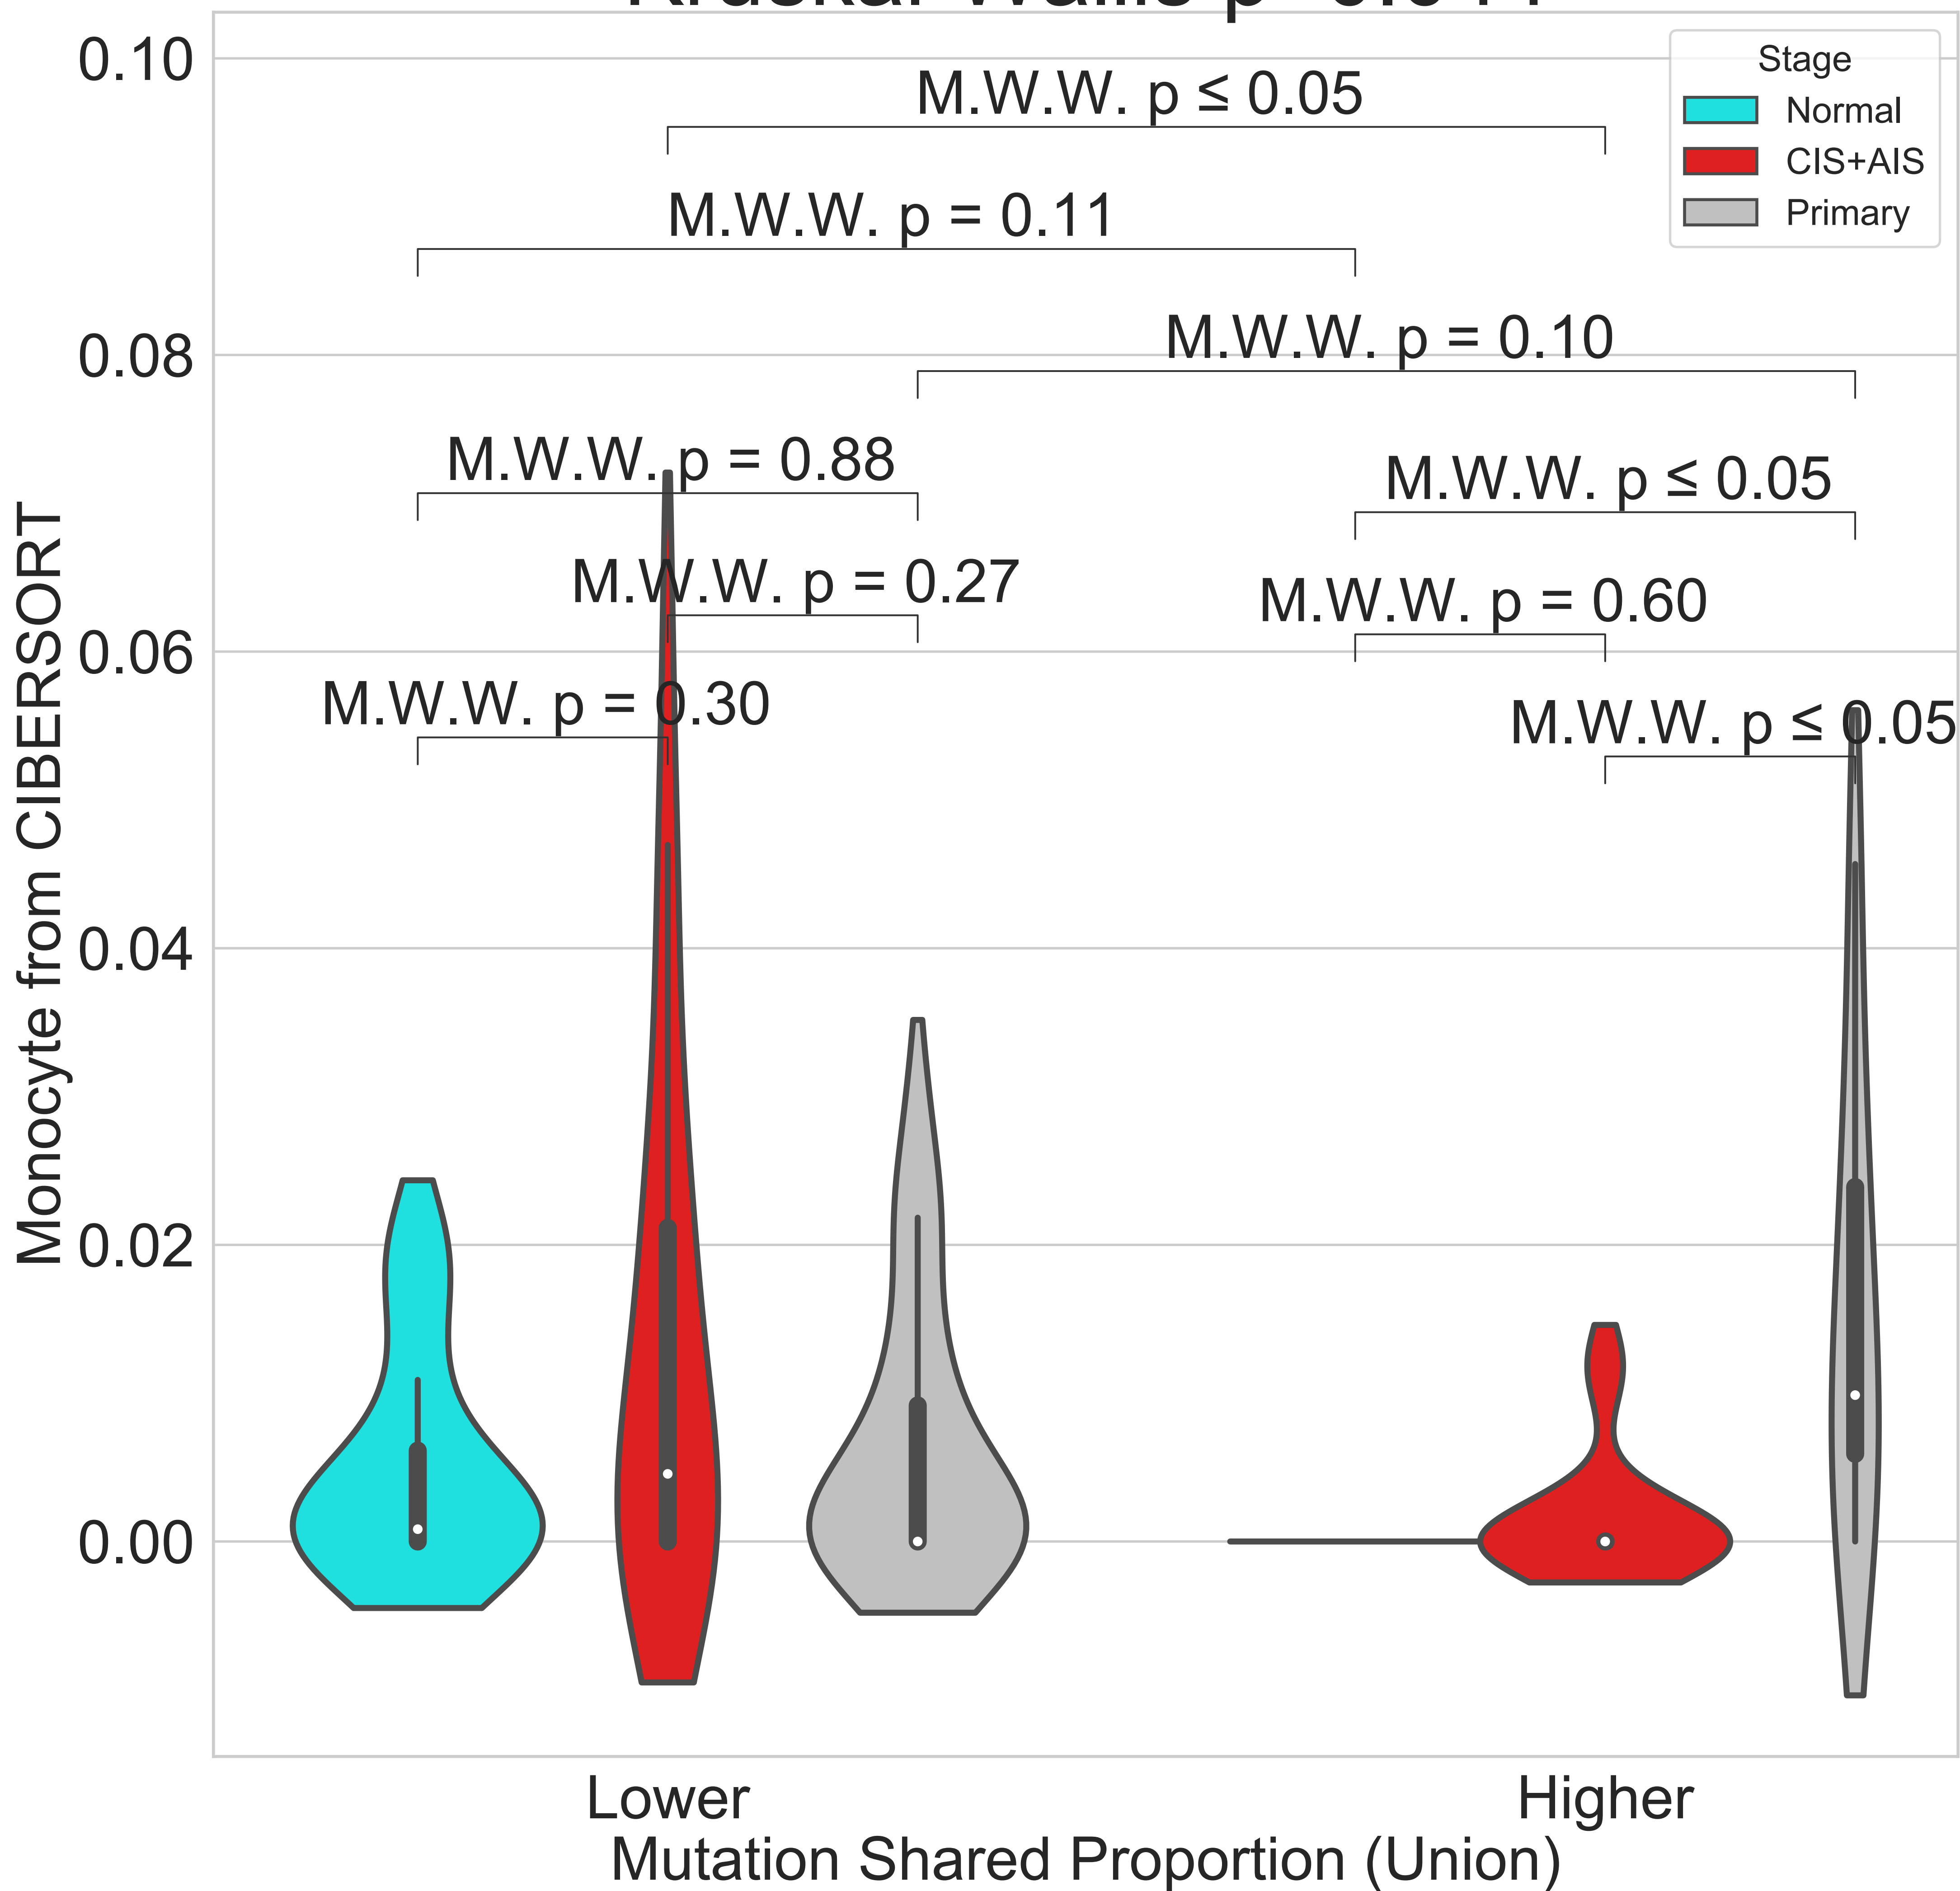 0.10
0.08
0.06
0.04
0.02
0.00
Monocyte from CIBERSORT
Stage
Normal
CIS+AIS
Primary
M.W.W. p ≤ 0.05
M.W.W. p = 0.11
M.W.W. p = 0.10
M.W.W. p = 0.88
M.W.W. p ≤ 0.05
M.W.W. p = 0.27
M.W.W. p = 0.60
M.W.W. p = 0.30
M.W.W. p ≤ 0.05
Lower
Higher
Mutation Shared Proportion (Union)